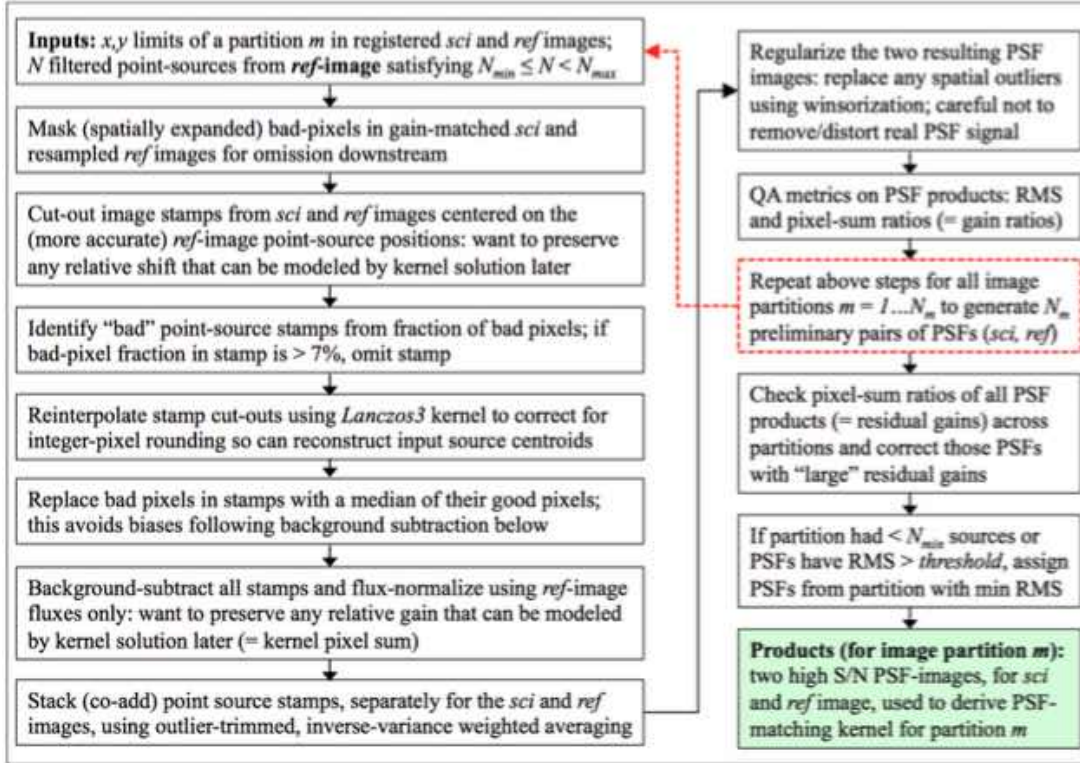 Inputs: x,y limits of a partition m in registered sci and ref images;
N filtered point-sources from ref-image satisfying Nmin ≤ N < Nmax
Mask (spatially expanded) bad-pixels in gain-matched sci and
resampled ref images for omission downstream
Cut-out image stamps from sci and ref images centered on the
(more accurate) ref-image point-source positions: want to preserve
any relative shift that can be modeled by kernel solution later
Identify “bad” point-source stamps from fraction of bad pixels; if
bad-pixel fraction in stamp is > 7%, omit stamp
Reinterpolate stamp cut-outs using Lanczos3 kernel to correct for
integer-pixel rounding so can reconstruct input source centroids
Replace bad pixels in stamps with a median of their good pixels;
this avoids biases following background subtraction below
Background-subtract all stamps and flux-normalize using ref-image
fluxes only: want to preserve any relative gain that can be modeled
by kernel solution later (= kernel pixel sum)
Stack (co-add) point source stamps, separately for the sci and ref
images, using outlier-trimmed, inverse-variance weighted averaging
Regularize the two resulting PSF
images: replace any spatial outliers
using winsorization; careful not to
remove/distort real PSF signal
QA metrics on PSF products: RMS
and pixel-sum ratios (= gain ratios)
Repeat above steps for all image
partitions m = 1...Nm to generate Nm
preliminary pairs of PSFs (sci, ref)
Check pixel-sum ratios of all PSF
products (= residual gains) across
partitions and correct those PSFs
with “large” residual gains
If partition had < Nmin sources or
PSFs have RMS > threshold, assign
PSFs from partition with min RMS
Products (for image partition m):
two high S/N PSF-images, for sci
and ref image, used to derive PSF-
matching kernel for partition m